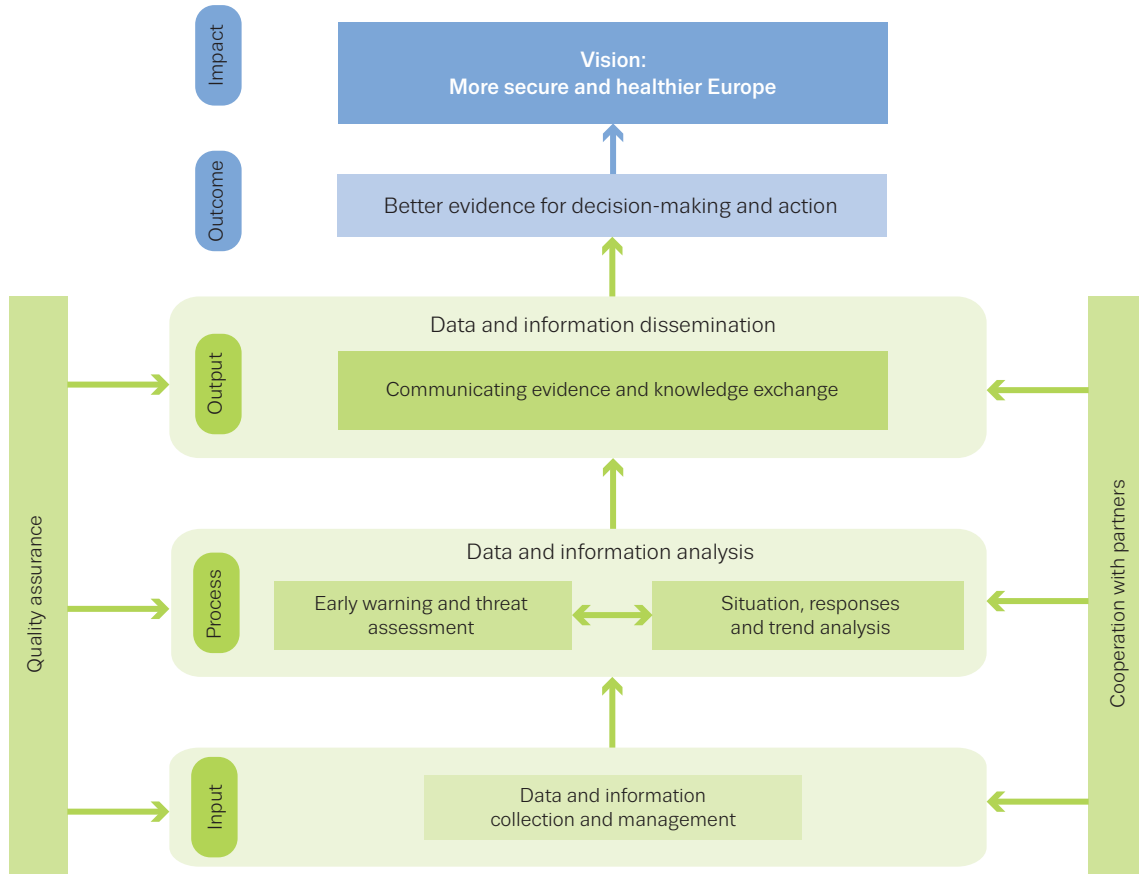 Impact
Vision:
More secure and healthier Europe
Outcome
Better evidence for decision-making and action
Quality assurance
Output
Data and information dissemination
Communicating evidence and knowledge exchange
Process
Data and information analysis
Early warning and threat
assessment
Situation, responses
and trend analysis
Input
Data and information
collection and management
Cooperation with partners